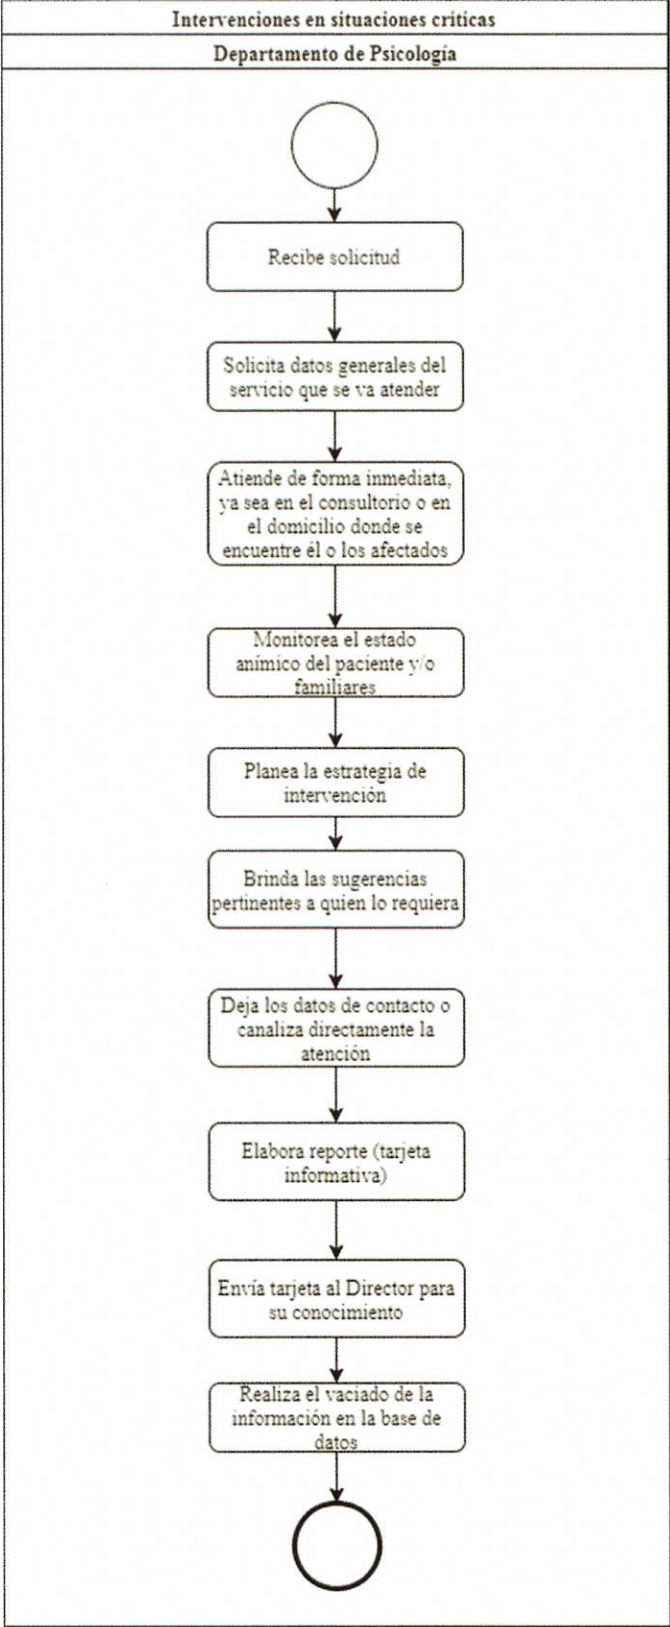 Intervenciones en situaciones criticas
Departamento de Psicología
Recibe solicitud
Solicita datos generales del
servicio que se va atender
Atiende de forma inmediata,
ya sea en el consultorio o en
el domicilio donde se
encuentre él o los afectados
Monitorea el estado
anímico del paciente y/o
familiares
Planea la estrategia de
intervención
Brinda las sugerencias
pertinentes a quien lo requiera
Deja los datos de contacto o
canaliza directamente la
atención
Elabora reporte (tarjeta
informativa)
Envía tarjeta al Director para
su conocimiento
Realiza el vaciado de la
información en la base de
datos